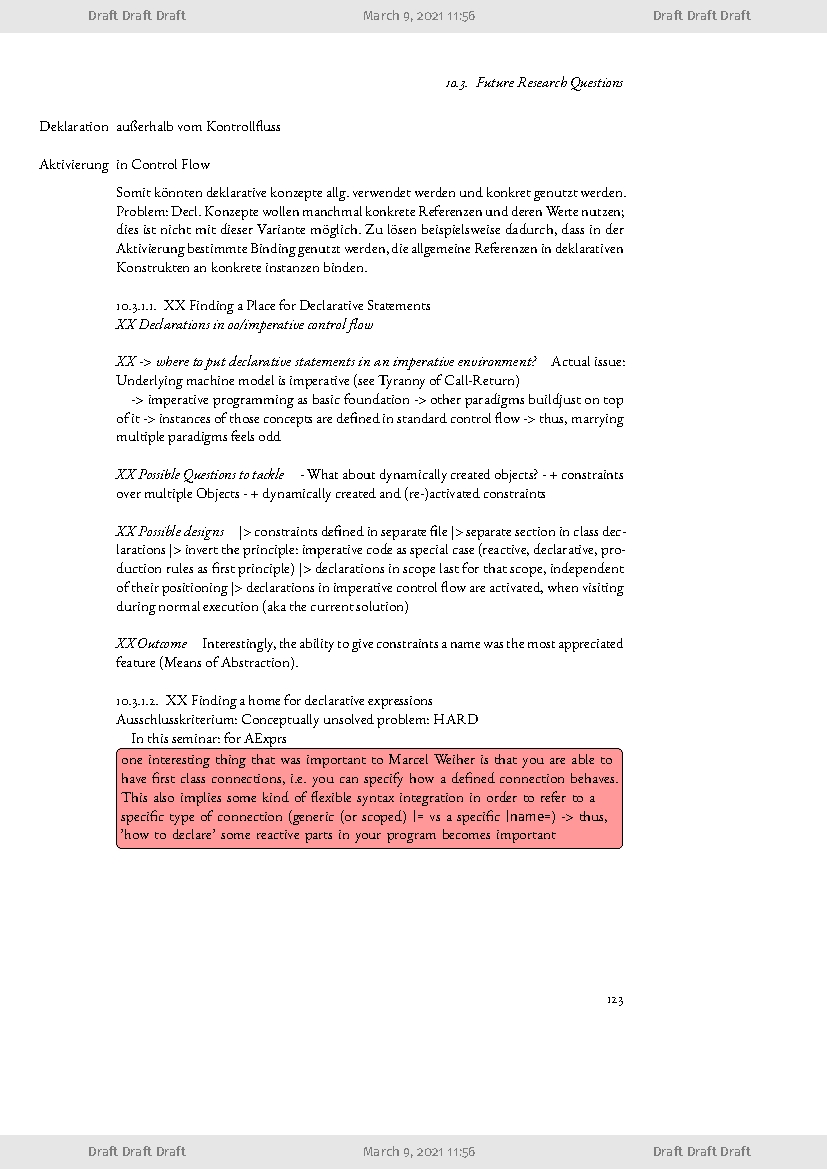 Draft Draft Draft March 9, 2021 11:56 Draft Draft Draft
10.3. Future Research Questions
Deklaration außerhalb vom Kontrollfluss
Aktivierung in Control Flow
Somit könnten deklarative konzepte allg. verwendet werden und konkret genutzt werden.
Problem: Decl. Konzepte wollen manchmal konkrete Referenzen und deren Werte nutzen;
dies ist nicht mit dieser Variante möglich. Zu lösen beispielsweise dadurch, dass in der
Aktivierung bestimmte Binding genutzt werden, die allgemeine Referenzen in deklarativen
Konstrukten an konkrete instanzen binden.
10.3.1.1. XX Finding a Place for Declarative Statements
XX Declarations in oo/imperative control flow
XX -> where to put declarative statements in an imperative environment? Actual issue:
Underlying machine model is imperative (see Tyranny of Call-Return)
-> imperative programming as basic foundation -> other paradigms build just on top
of it -> instances of those concepts are defined in standard control flow -> thus, marrying
multiple paradigms feels odd
XX Possible Questions to tackle - What about dynamically created objects? - + constraints
over multiple Objects - + dynamically created and (re-)activated constraints
XX Possible designs |> constraints defined in separate file |> separate section in class dec-
larations |> invert the principle: imperative code as special case (reactive, declarative, pro-
duction rules as first principle) |> declarations in scope last for that scope, independent
of their positioning |> declarations in imperative control flow are activated, when visiting
during normal execution (aka the current solution)
XX Outcome Interestingly, the ability to give constraints a name was the most appreciated
feature (Means of Abstraction).
10.3.1.2. XX Finding a home for declarative expressions
Ausschlusskriterium: Conceptually unsolved problem: HARD
In this seminar: for AExprs
one interesting thing that was important to Marcel Weiher is that you are able to
have first class connections, i.e. you can specify how a defined connection behaves.
This also implies some kind of flexible syntax integration in order to refer to a
specific type of connection (generic (or scoped) |= vs a specific |name=) -> thus,
'how to declare' some reactive parts in your program becomes important
123
Draft Draft Draft March 9, 2021 11:56 Draft Draft Draft